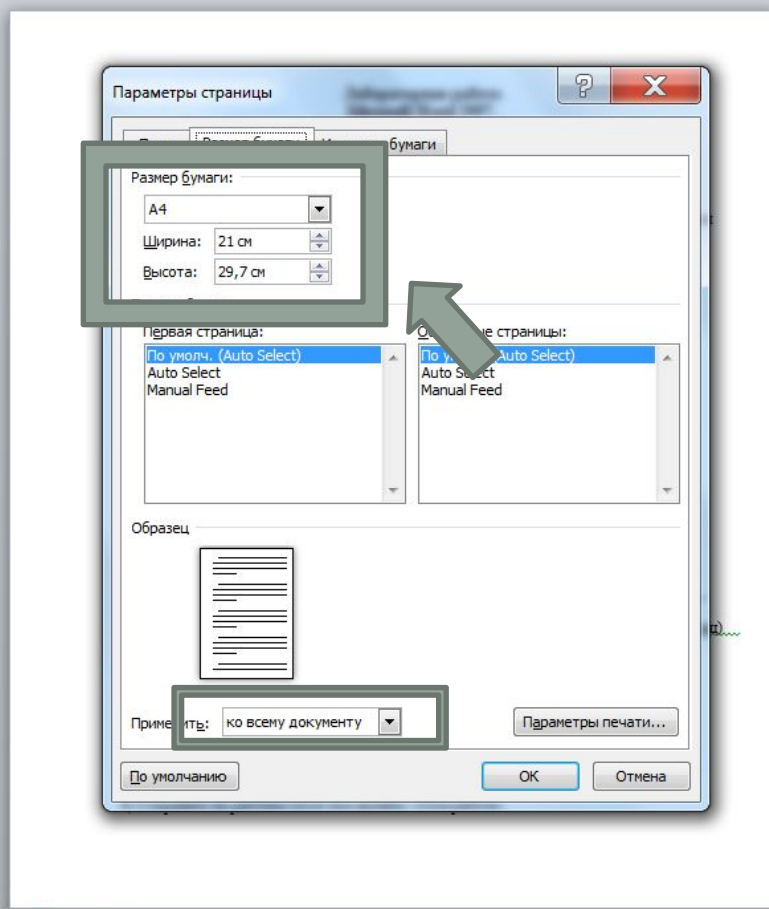 Параметры страницы
бумаги
Размер бумаги:
A4
Ширина: 21 см
Высота: 29,7 см
Первая страница:
страницы:
По умолч. (Auto Select)
Auto Select
Manual Feed
Auto Select)
Auto Select
Manual Feed
Образец
Применить: ко всему документу
Параметры печати...
По умолчанию
ОК
Отмена